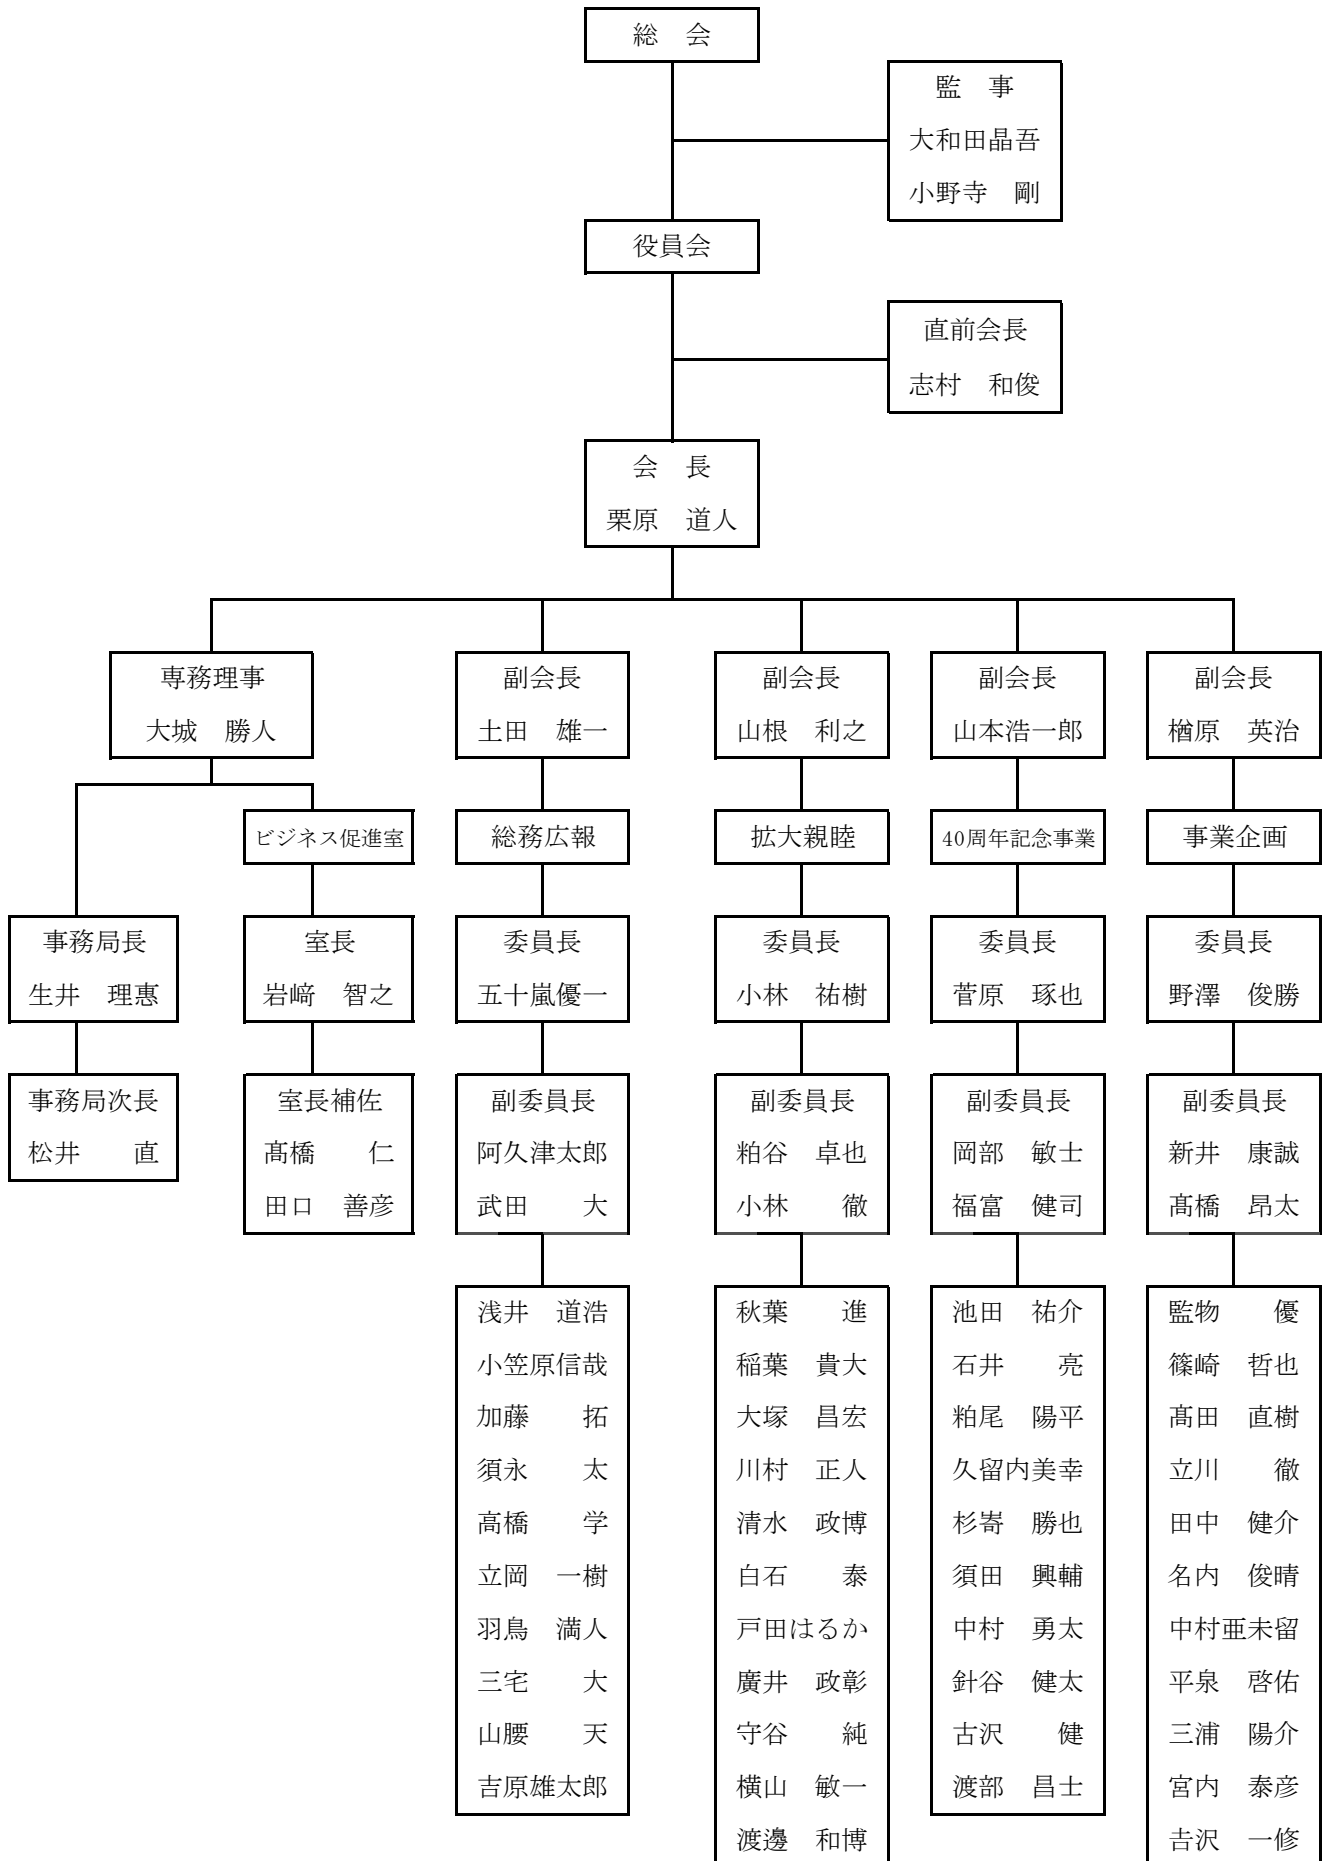 総　会
監　事
大和田晶吾
小野寺　剛
役員会
直前会長
志村　和俊
会　長
栗原　道人
専務理事
大城　勝人
副会長
土田　雄一
副会長
山根　利之
副会長
山本浩一郎
副会長
楢原　英治
ビジネス促進室
総務広報
拡大親睦
40周年記念事業
事業企画
事務局長
生井　理惠
室長
岩﨑　智之
委員長
五十嵐優一
委員長
小林　祐樹
委員長
菅原　琢也
委員長
野澤　俊勝
事務局次長
松井　　直
室長補佐
髙橋　　仁
田口　善彦
副委員長
阿久津太郎
武田　　大
副委員長
粕谷　卓也
小林　　徹
副委員長
岡部　敏士
福富　健司
副委員長
新井　康誠
髙橋　昂太
浅井　道浩
小笠原信哉
加藤　　拓
須永　　太
高橋　　学
立岡　一樹
羽鳥　満人
三宅　　大
山腰　　天
吉原雄太郎
秋葉　　進
稲葉　貴大
大塚　昌宏
川村　正人
清水　政博
白石　　泰
戸田はるか
廣井　政彰
守谷　　純
横山　敏一
渡邊　和博
池田　祐介
石井　　亮
粕尾　陽平
久留内美幸
杉寄　勝也
須田　興輔
中村　勇太
針谷　健太
古沢　　健
渡部　昌士
監物　　優
篠崎　哲也
髙田　直樹
立川　　徹
田中　健介
名内　俊晴
中村亜未留
平泉　啓佑
三浦　陽介
宮内　泰彦
𠮷沢　一修